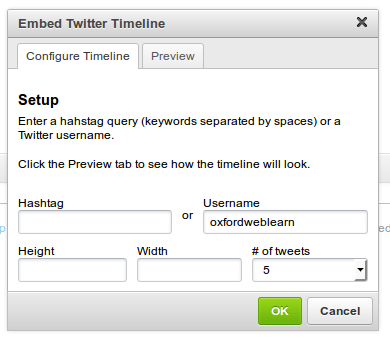 Embed Twitter Timeline
Configure Timeline Preview
Setup
Enter a hahstag query (keywords separated by spaces) or a
Twitter username.
Click the Preview tab to see how the timeline will look.
Hashtag or Username
oxfordweblearn
Height Width # of tweets
5
OK Cancel